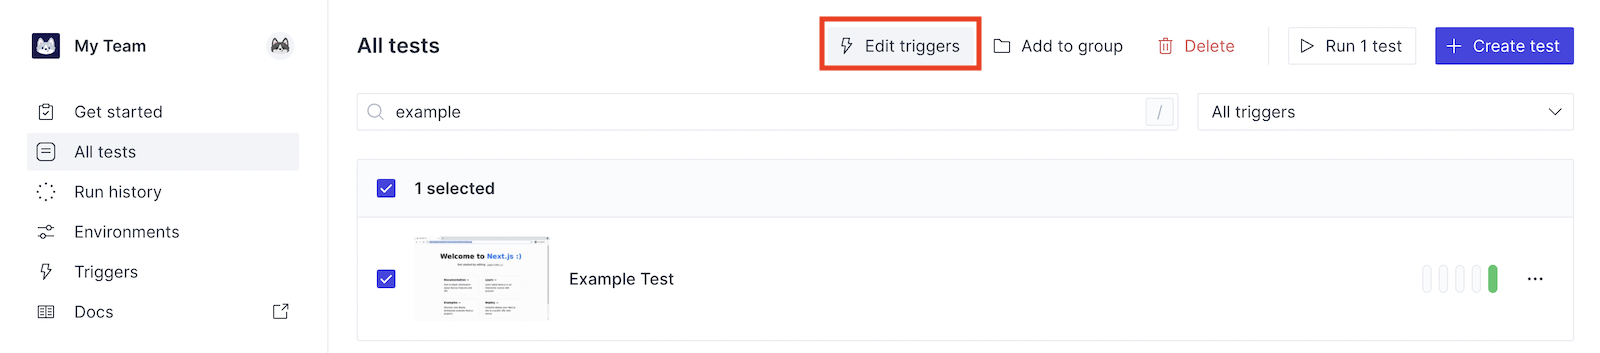 My Team
Get started
All tests
Run history
Environments
Triggers
Docs
All tests
Edit triggers
Add to group
Delete
Run 1 test
Create test
example
/
All triggers
1 selected
Welcome to Next.js :)
Example Test